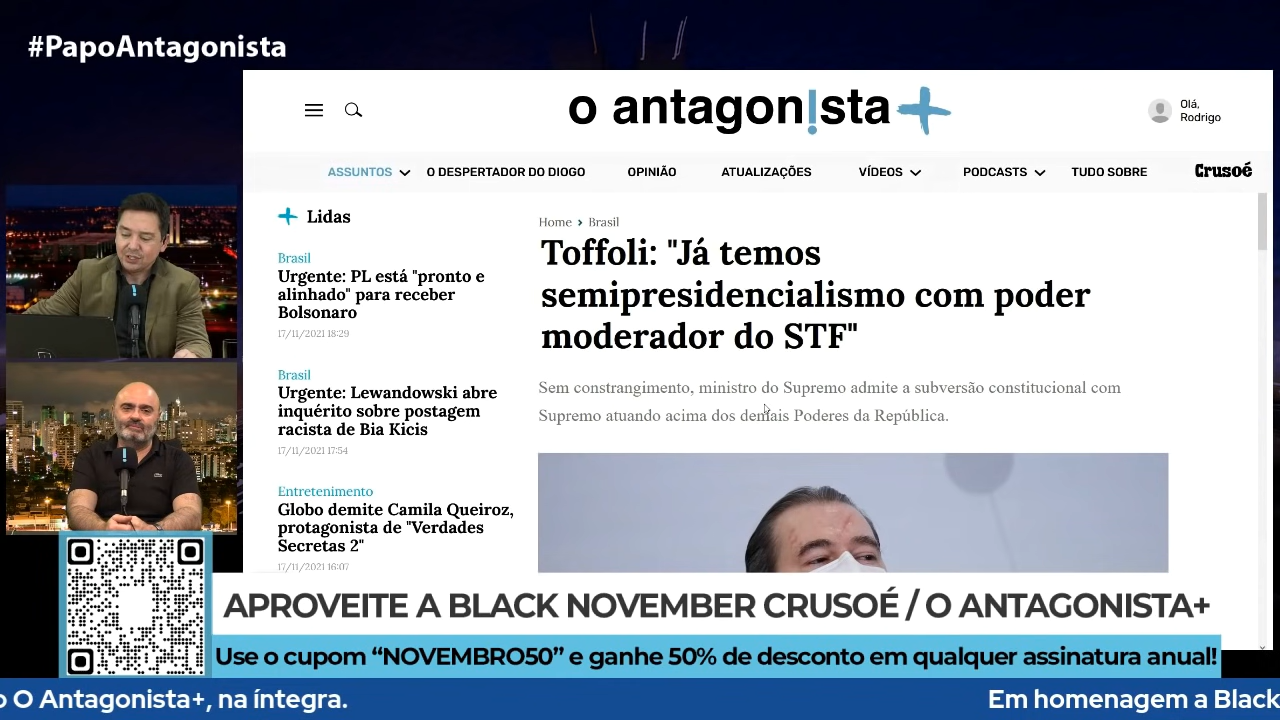 #PapoAntagonista
o antagon!sta+
Olá,
Rodrigo
ASSUNTOS
O DESPERTADOR DO DIOGO
OPINIÃO
ATUALIZAÇÕES
VÍDEOS
PODCASTS
TUDO SOBRE
Crusoé
+ Lidas
Brasil
Urgente: PL está "pronto e
alinhado" para receber
Bolsonaro
17/11/2021 18:29
Brasil
Urgente: Lewandowski abre
inquérito sobre postagem
racista de Bia Kicis
17/11/2021 17:54
Entretenimento
Globo demite Camila Queiroz,
protagonista de "Verdades
Secretas 2"
17/11/2021 16:07
Home > Brasil
Toffoli: "Já temos
semipresidencialismo com poder
moderador do STF"
Sem constrangimento, ministro do Supremo admite a subversão constitucional com
Supremo atuando acima dos demais Poderes da República.
APROVEITE A BLACK NOVEMBER CRUSOÉ / O ANTAGONISTA+
Use o cupom “NOVEMBRO50” e ganhe 50% de desconto em qualquer assinatura anual!
o O Antagonista+, na íntegra.
Em homenagem a Black